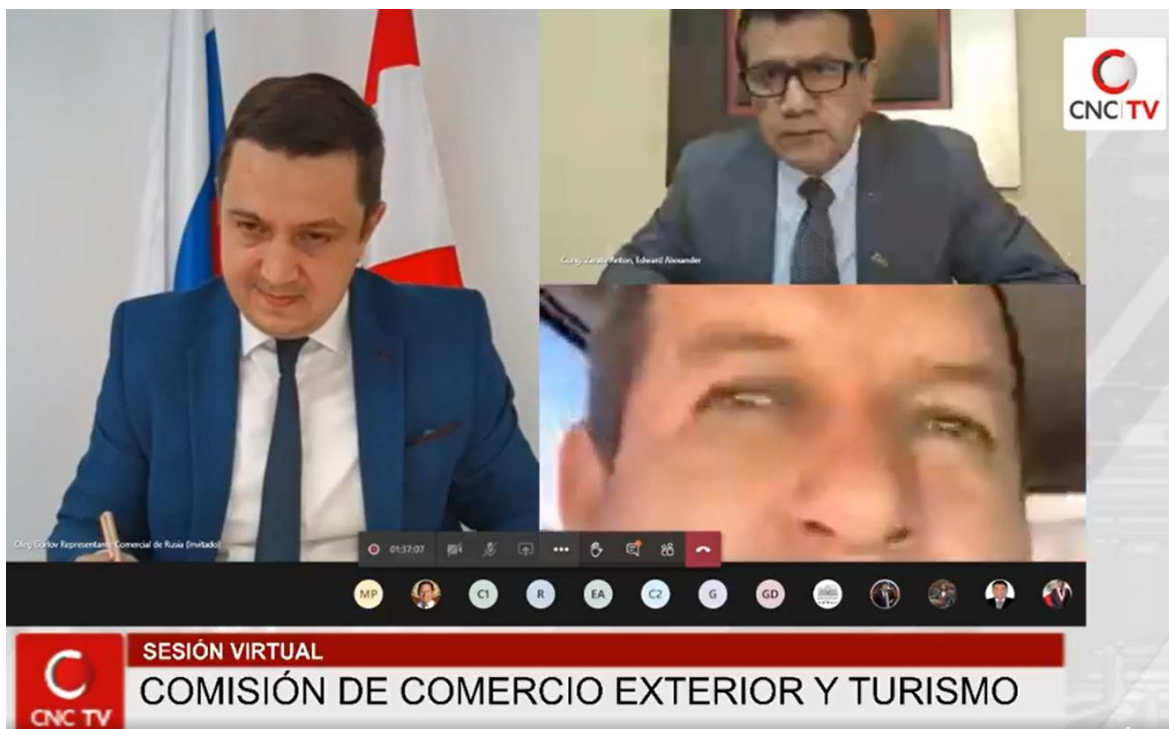 CNC TV
Cong. Zarate Anton, Edward Alexander
Oleg Gorlov Representante Comercial de Rusia (Invitado)
01:37:07
MP
C1
R
EA
C2
G
GD
SESIÓN VIRTUAL
COMISIÓN DE COMERCIO EXTERIOR Y TURISMO
CNC TV